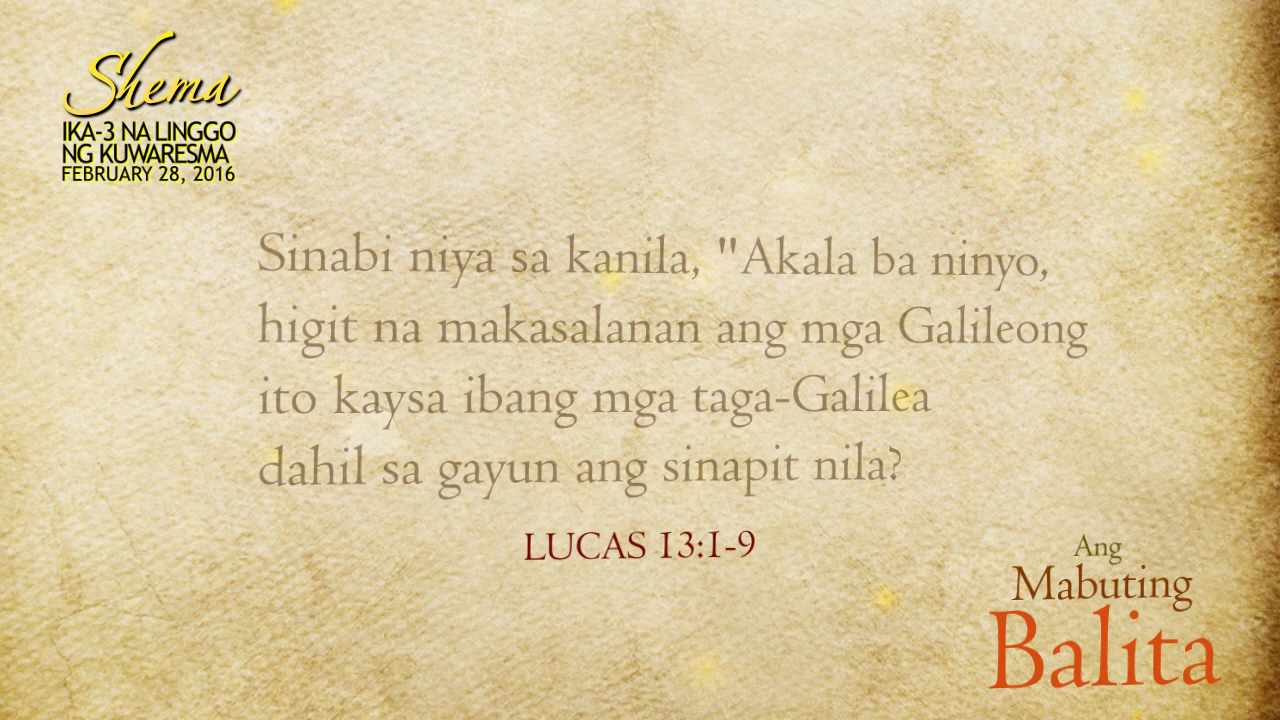 Shema
IKA-3 NA LINGGO
NG KUWARESMA
FEBRUARY 28, 2016
Sinabi niya sa kanila, "Akala ba ninyo,
higit na makasalanan ang mga Galileong
ito kaysa ibang mga taga-Galilea
dahil sa gayun ang sinapit nila?
LUCAS 13:1-9
Ang
Mabuting
Balita